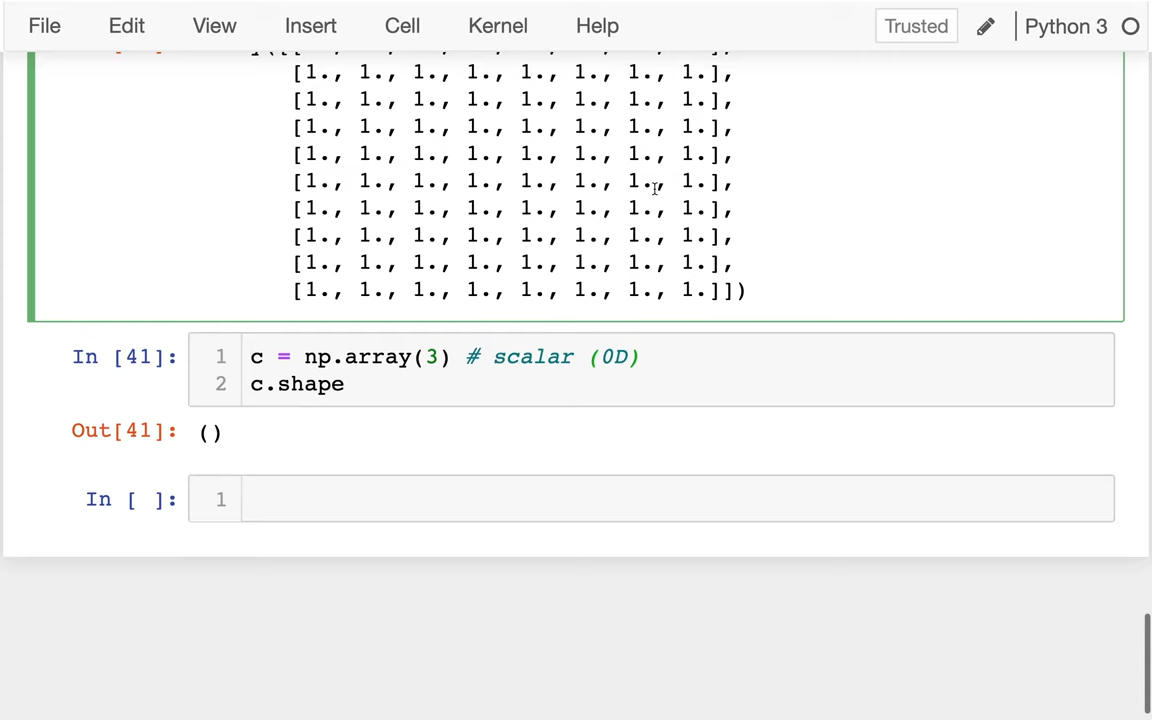 File Edit View Insert Cell Kernel Help Trusted Python 3
[1., 1., 1., 1., 1., 1., 1., 1.],
[1., 1., 1., 1., 1., 1., 1., 1.],
[1., 1., 1., 1., 1., 1., 1., 1.],
[1., 1., 1., 1., 1., 1., 1., 1.],
[1., 1., 1., 1., 1., 1., 1., 1.],
[1., 1., 1., 1., 1., 1., 1., 1.],
[1., 1., 1., 1., 1., 1., 1., 1.],
[1., 1., 1., 1., 1., 1., 1., 1.],
[1., 1., 1., 1., 1., 1., 1., 1.]])
In [41]: 1 c = np.array(3) # scalar (0D)
2 c.shape
Out[41]: ()
In [ ]: 1